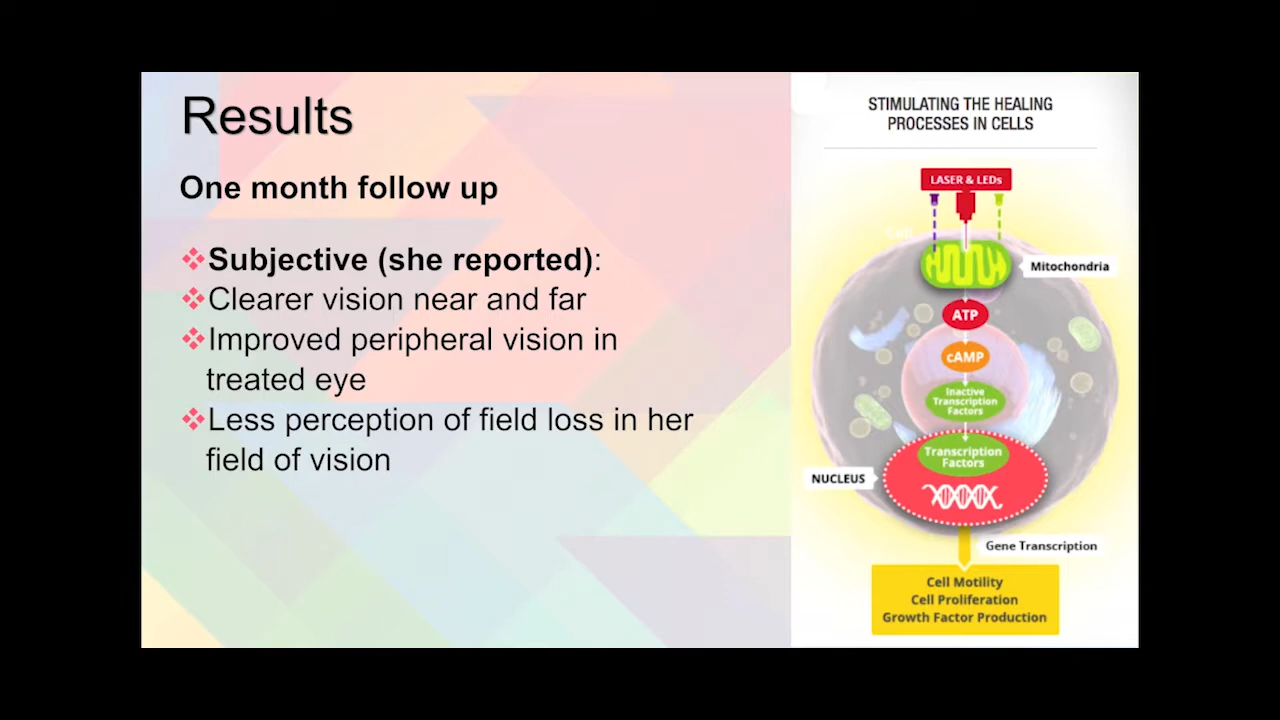 Results
One month follow up
❖Subjective (she reported):
❖Clearer vision near and far
❖Improved peripheral vision in
treated eye
❖Less perception of field loss in her
field of vision
STIMULATING THE HEALING
PROCESSES IN CELLS
LASER & LEDs
Cell
Mitochondria
ATP
cAMP
Inactive
Transcription
Factors
Transcription
Factors
NUCLEUS
Gene Transcription
Cell Motility
Cell Proliferation
Growth Factor Production